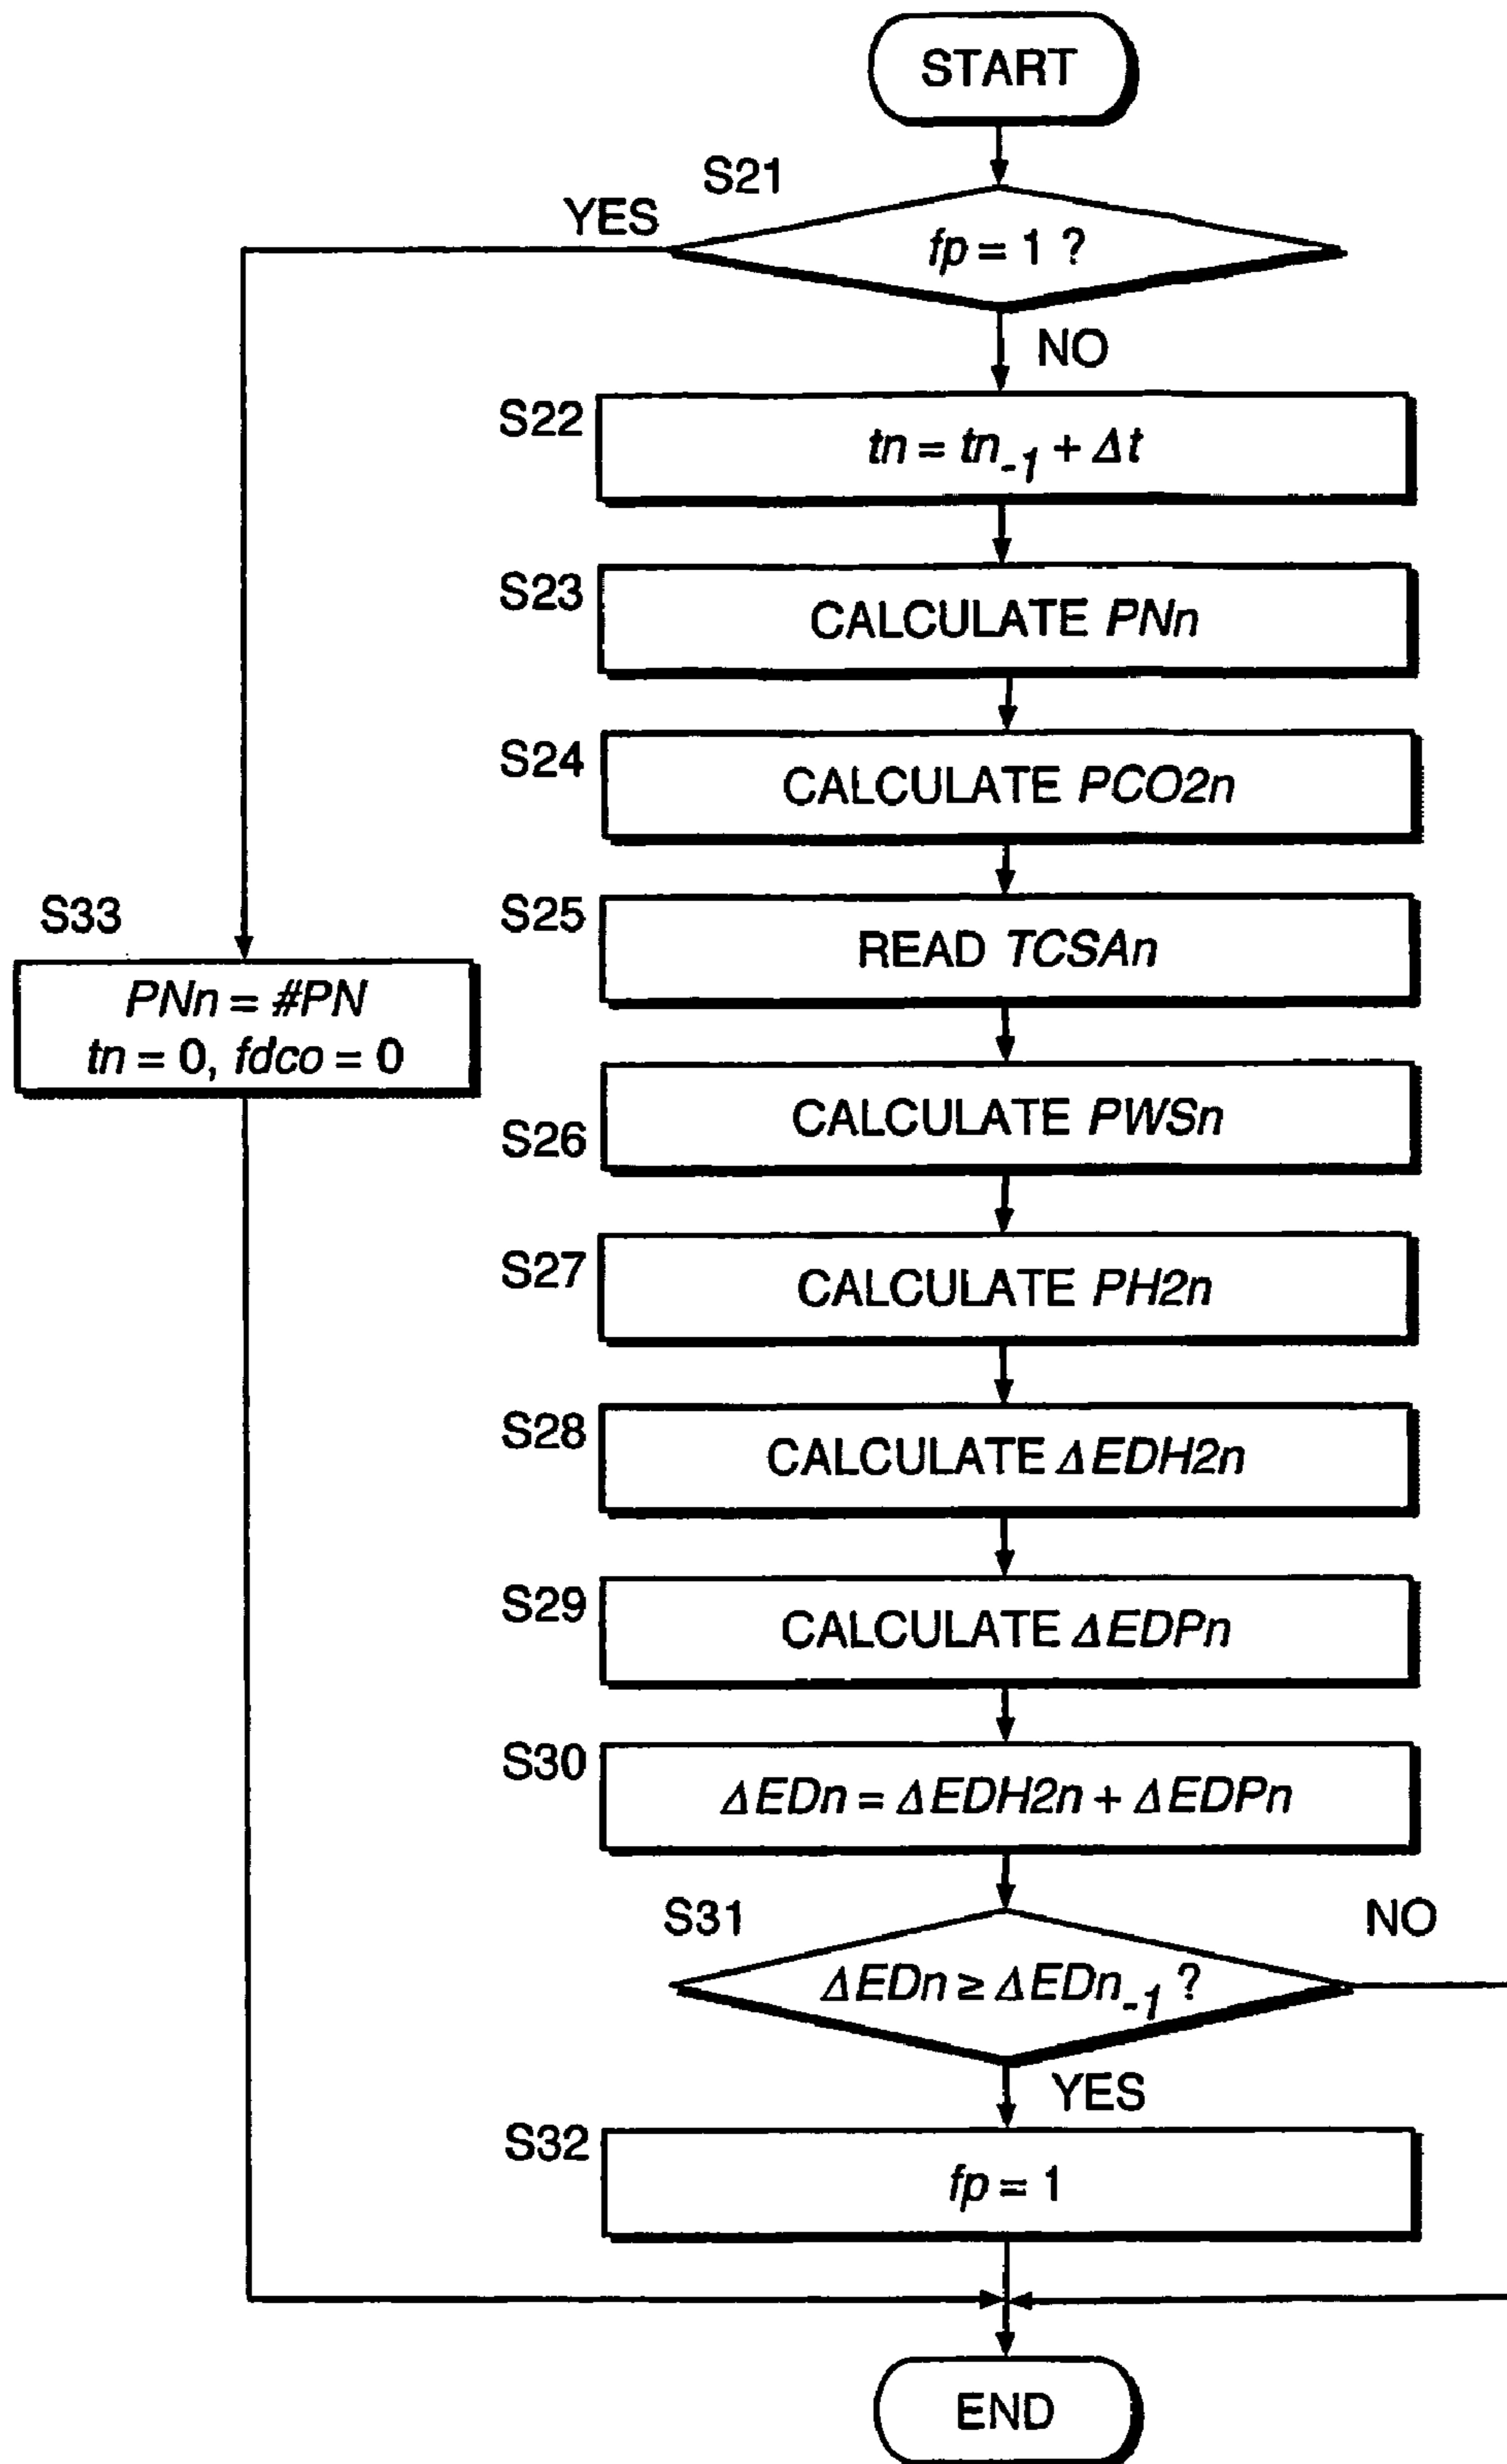 START
S21
YES
fp = 1 ?
NO
S22
tn = tn-1 + Δt
S23
CALCULATE PNn
S24
CALCULATE PCO2n
S25
READ TCSAn
S33
PNn = #PN
tn = 0, fdco = 0
S26
CALCULATE PWSn
S27
CALCULATE PH2n
S28
CALCULATE ΔEDH2n
S29
CALCULATE ΔEDPn
S30
ΔEDn = ΔEDH2n + ΔEDPn
S31
NO
ΔEDn ≥ ΔEDn-1 ?
YES
S32
fp = 1
END